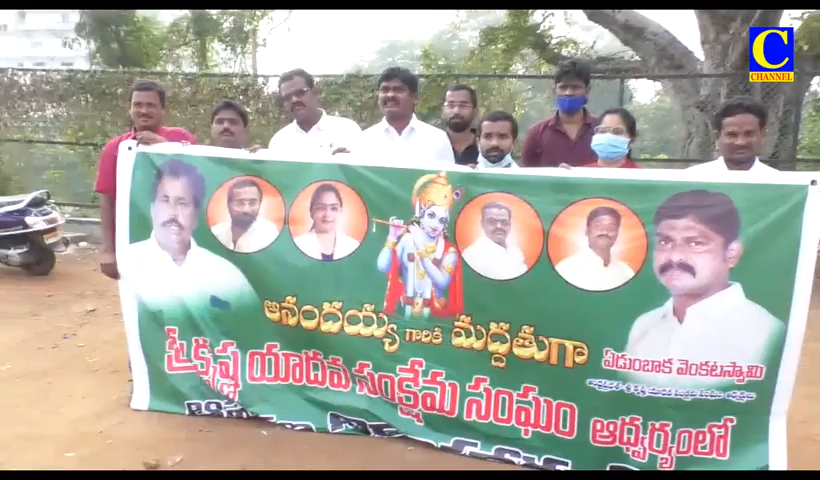 C
CHANNEL
ఆనందయ్య గారికి మద్దతుగా
ఏడుంబాక వెంకటస్వామి
శ్రీకృష్ణ యాదవ సంక్షేమ సంఘం ఆధ్వర్యంలో